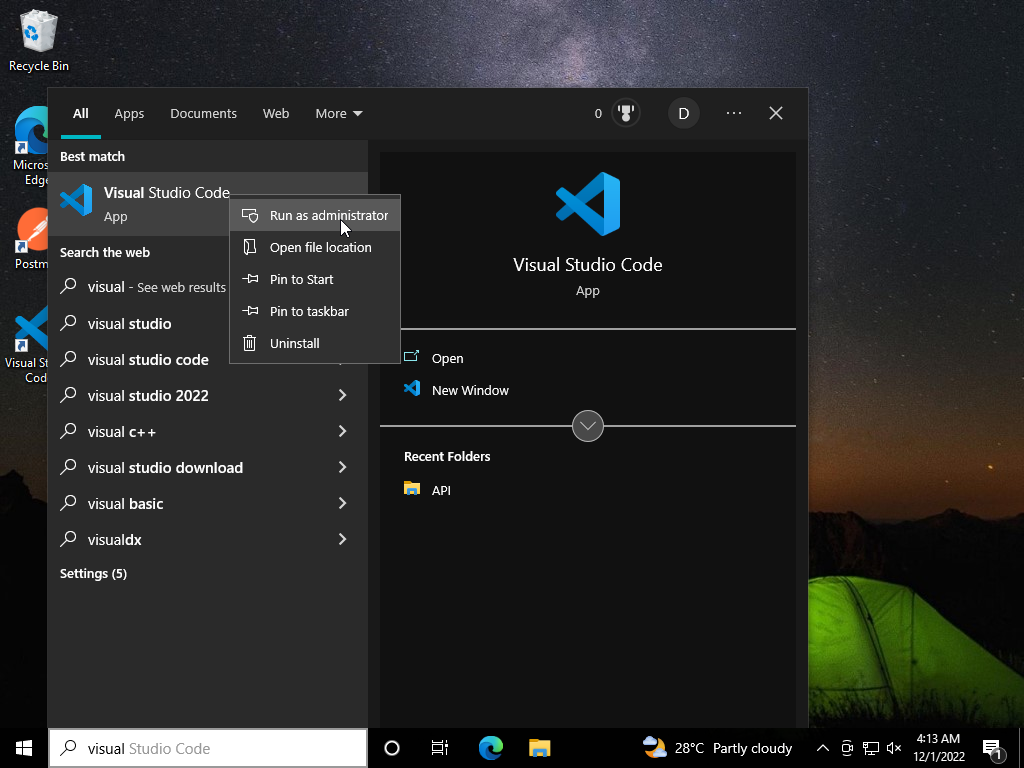 Recycle Bin
Micros
Edge
Postm
Visual St
Cod
All
Apps
Documents
Web
More
0
D
Best match
Visual Studio Code
App
Search the web
visual - See web results
visual studio
visual studio code
visual studio 2022
visual c++
visual studio download
visual basic
visualdx
Settings (5)
Run as administrator
Open file location
Pin to Start
Pin to taskbar
Uninstall
Visual Studio Code
App
Open
New Window
Recent Folders
API
visual Studio Code
28°C Partly cloudy
4:13 AM
12/1/2022
1